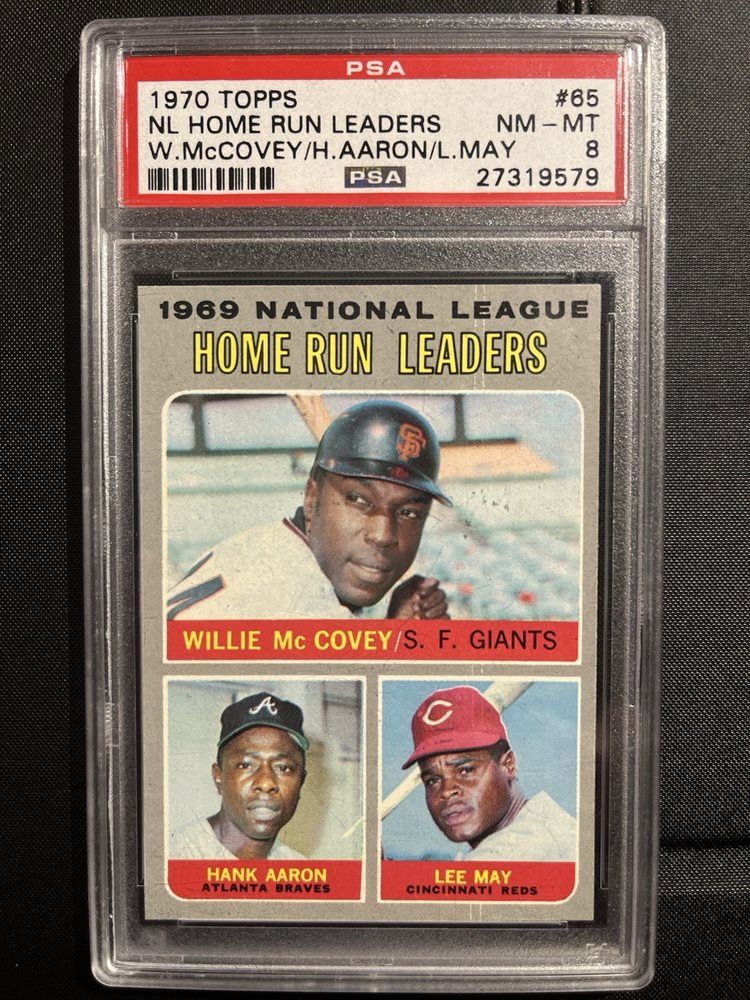 PSA
1970 TOPPS #65
NL HOME RUN LEADERS NM-MT
W.McCOVEY/H.AARON/L.MAY 8
PSA 27319579
1969 NATIONAL LEAGUE
HOME RUN LEADERS
SF
WILLIE Mc COVEY/S. F. GIANTS
A
C
HANK AARON
ATLANTA BRAVES
LEE MAY
CINCINNATI REDS